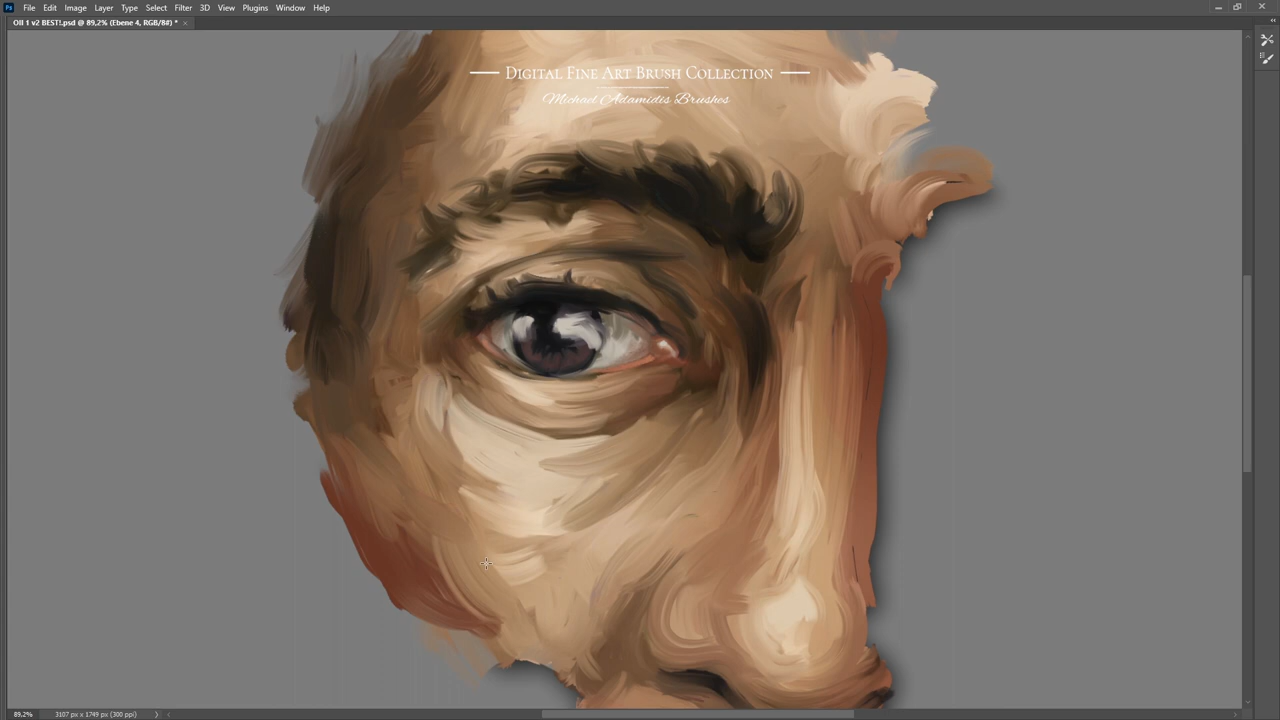 Ps File Edit Image Layer Type Select Filter 3D View Plugins Window Help
Oll 1 v2 BEST!.psd @ 89,2% (Ebene 4, RGB/8#) * ×
Digital Fine Art Brush Collection
Michael Adamidis Brushes
89,2% 3107 px x 1749 px (300 ppi)